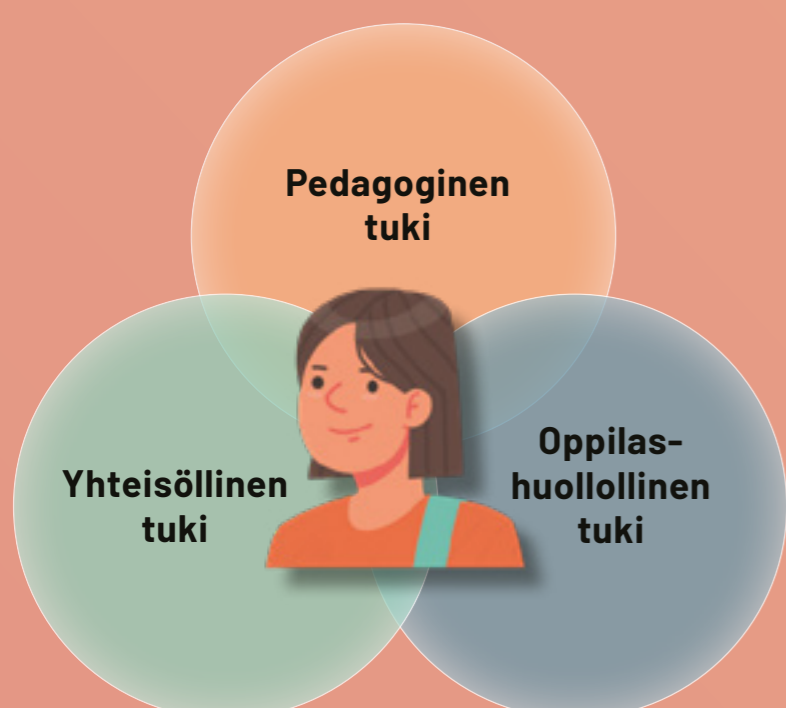 Pedagoginen
tuki
Yhteisöllinen
tuki
Oppilas-
huollollinen
tuki